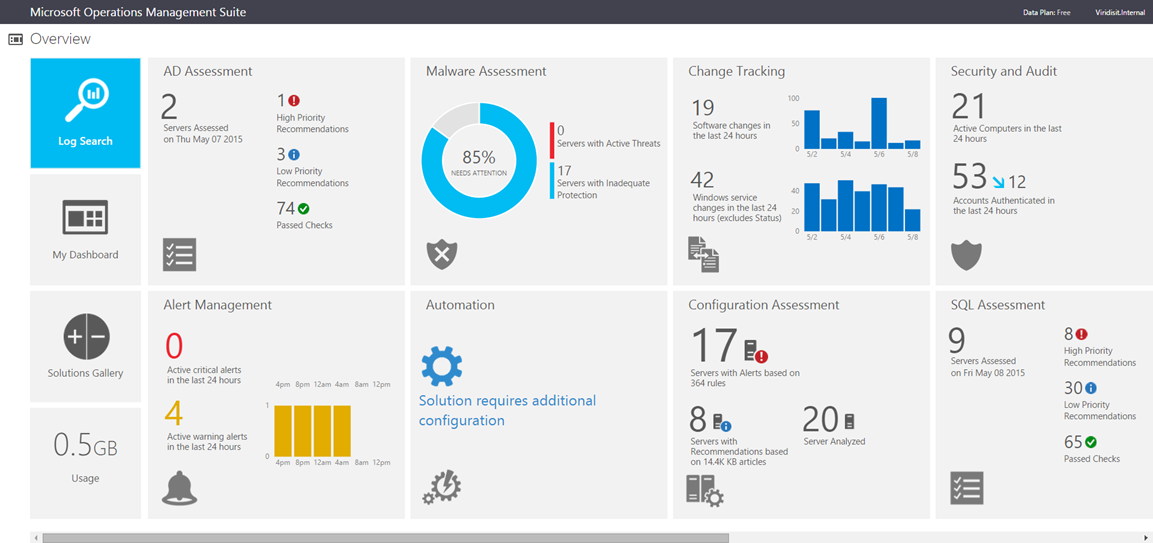 Microsoft Operations Management Suite
Data Plan: Free
Viridisit.Internal
Overview
Log Search
My Dashboard
Solutions Gallery
0.5GB
Usage
AD Assessment
2
Servers Assessed
on Thu May 07 2015
1
High Priority
Recommendations
3
Low Priority
Recommendations
74
Passed Checks
Malware Assessment
85%
NEEDS ATTENTION
0
Servers with Active Threats
17
Servers with Inadequate
Protection
Change Tracking
19
Software changes in
the last 24 hours
100
50
0
5/2 5/4 5/6 5/8
42
Windows service
changes in the last 24
hours (excludes Status)
40
20
0
5/2 5/4 5/6 5/8
Security and Audit
21
Active Computers in the last
24 hours
53 12
Accounts Authenticated in
the last 24 hours
Alert Management
0
Active critical alerts
in the last 24 hours
4pm 8pm 12am 4am 8am 12pm
4
Active warning alerts
in the last 24 hours
1
0
4pm 8pm 12am 4am 8am 12pm
Automation
Solution requires additional
configuration
Configuration Assessment
17
Servers with Alerts based on
364 rules
8
Servers with
Recommendations based
on 14.4K KB articles
20
Server Analyzed
SQL Assessment
9
Servers Assessed
on Fri May 08 2015
8
High Priority
Recommendations
30
Low Priority
Recommendations
65
Passed Checks